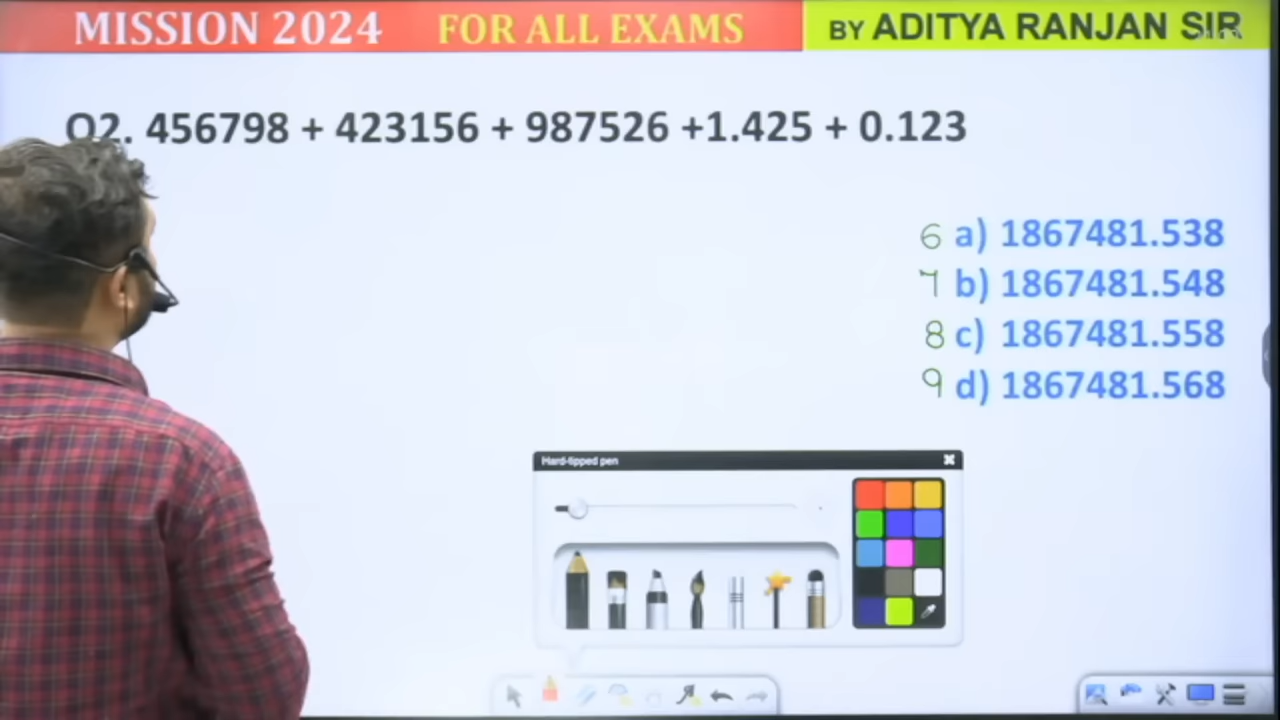 MISSION 2024 FOR ALL EXAMS BY ADITYA RANJAN SIR
Q2. 456798 + 423156 + 987526 +1.425 + 0.123
6 a) 1867481.538
7 b) 1867481.548
8 c) 1867481.558
9 d) 1867481.568
Hard-tipped pen